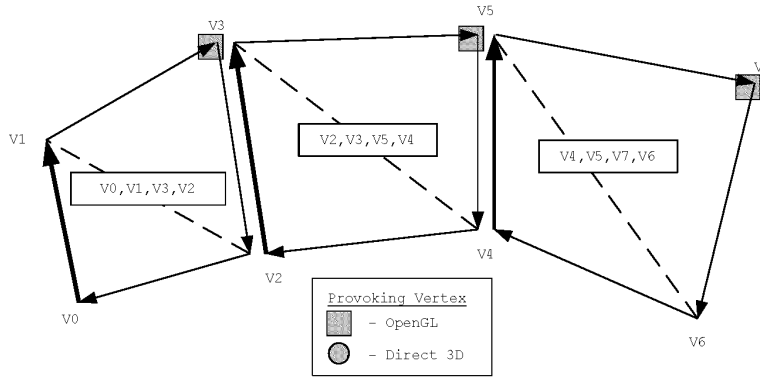 V3
V5
V
V1
V2,V3,V5,V4
V4,V5,V7,V6
V0,V1,V3,V2
V2
V4
V0
V6
Provoking Vertex
- OpenGL
- Direct 3D